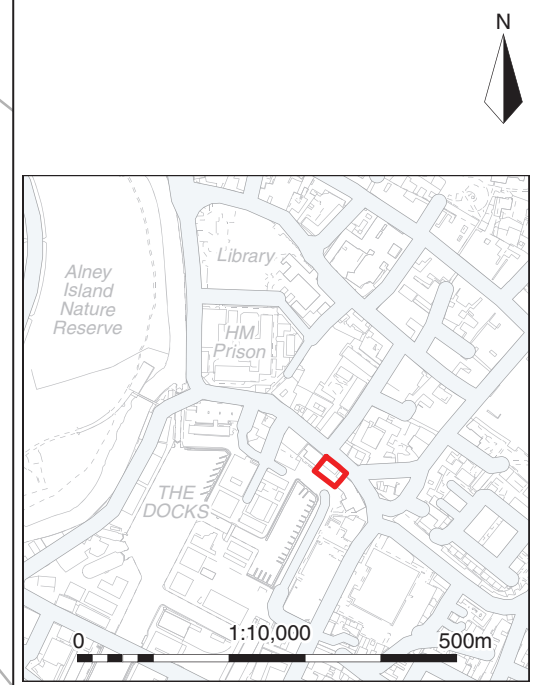 N
Library
Alney
Island
Nature
Reserve
HM
Prison
THE
DOCKS
0 1:10,000 500m